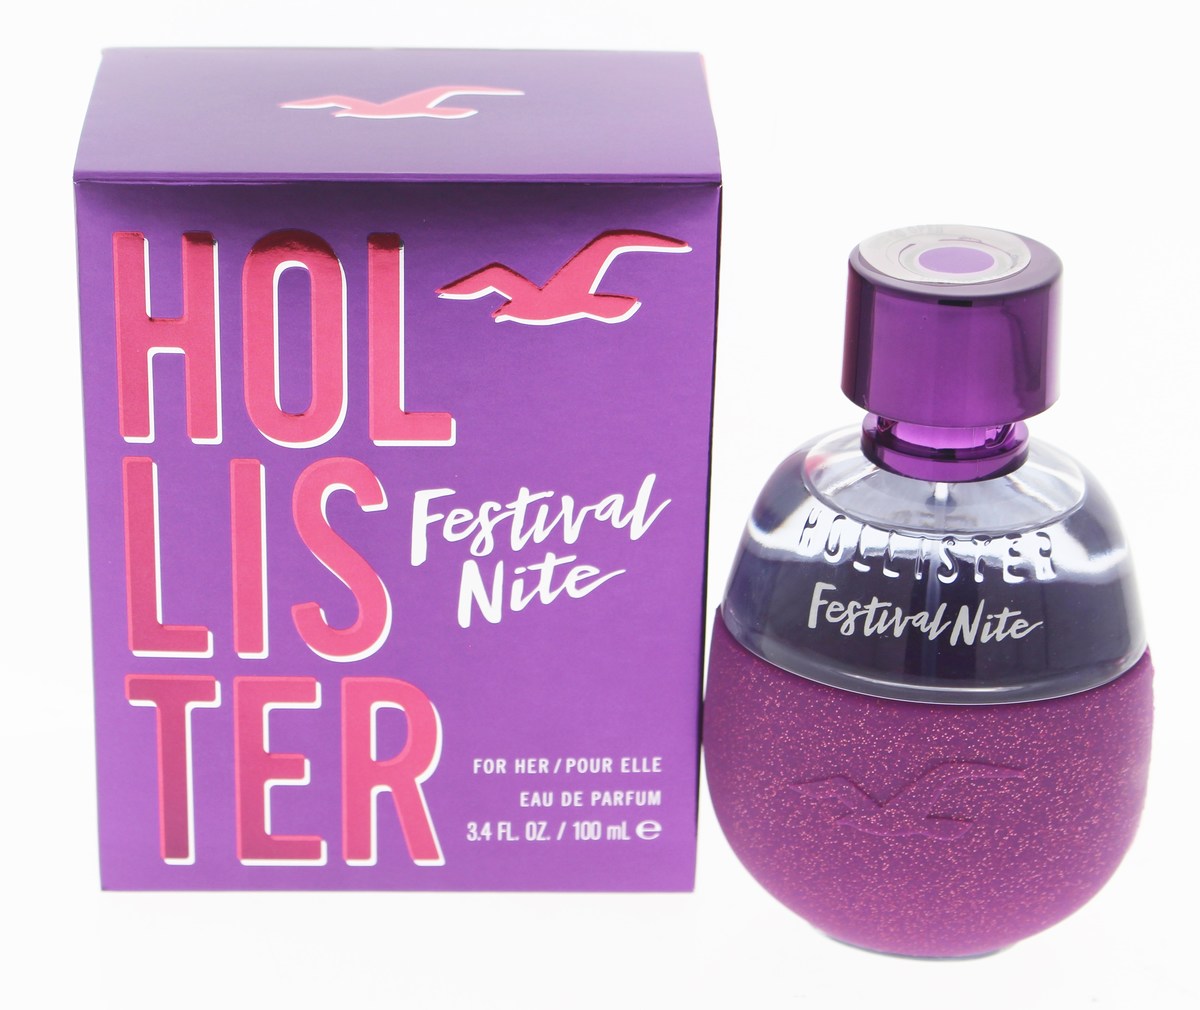 HOL
LIS
TER
Festival
Nite
FOR HER / POUR ELLE
EAU DE PARFUM
3.4 FL. OZ. / 100 mL ℮
HOLLISTER
Festival Nite